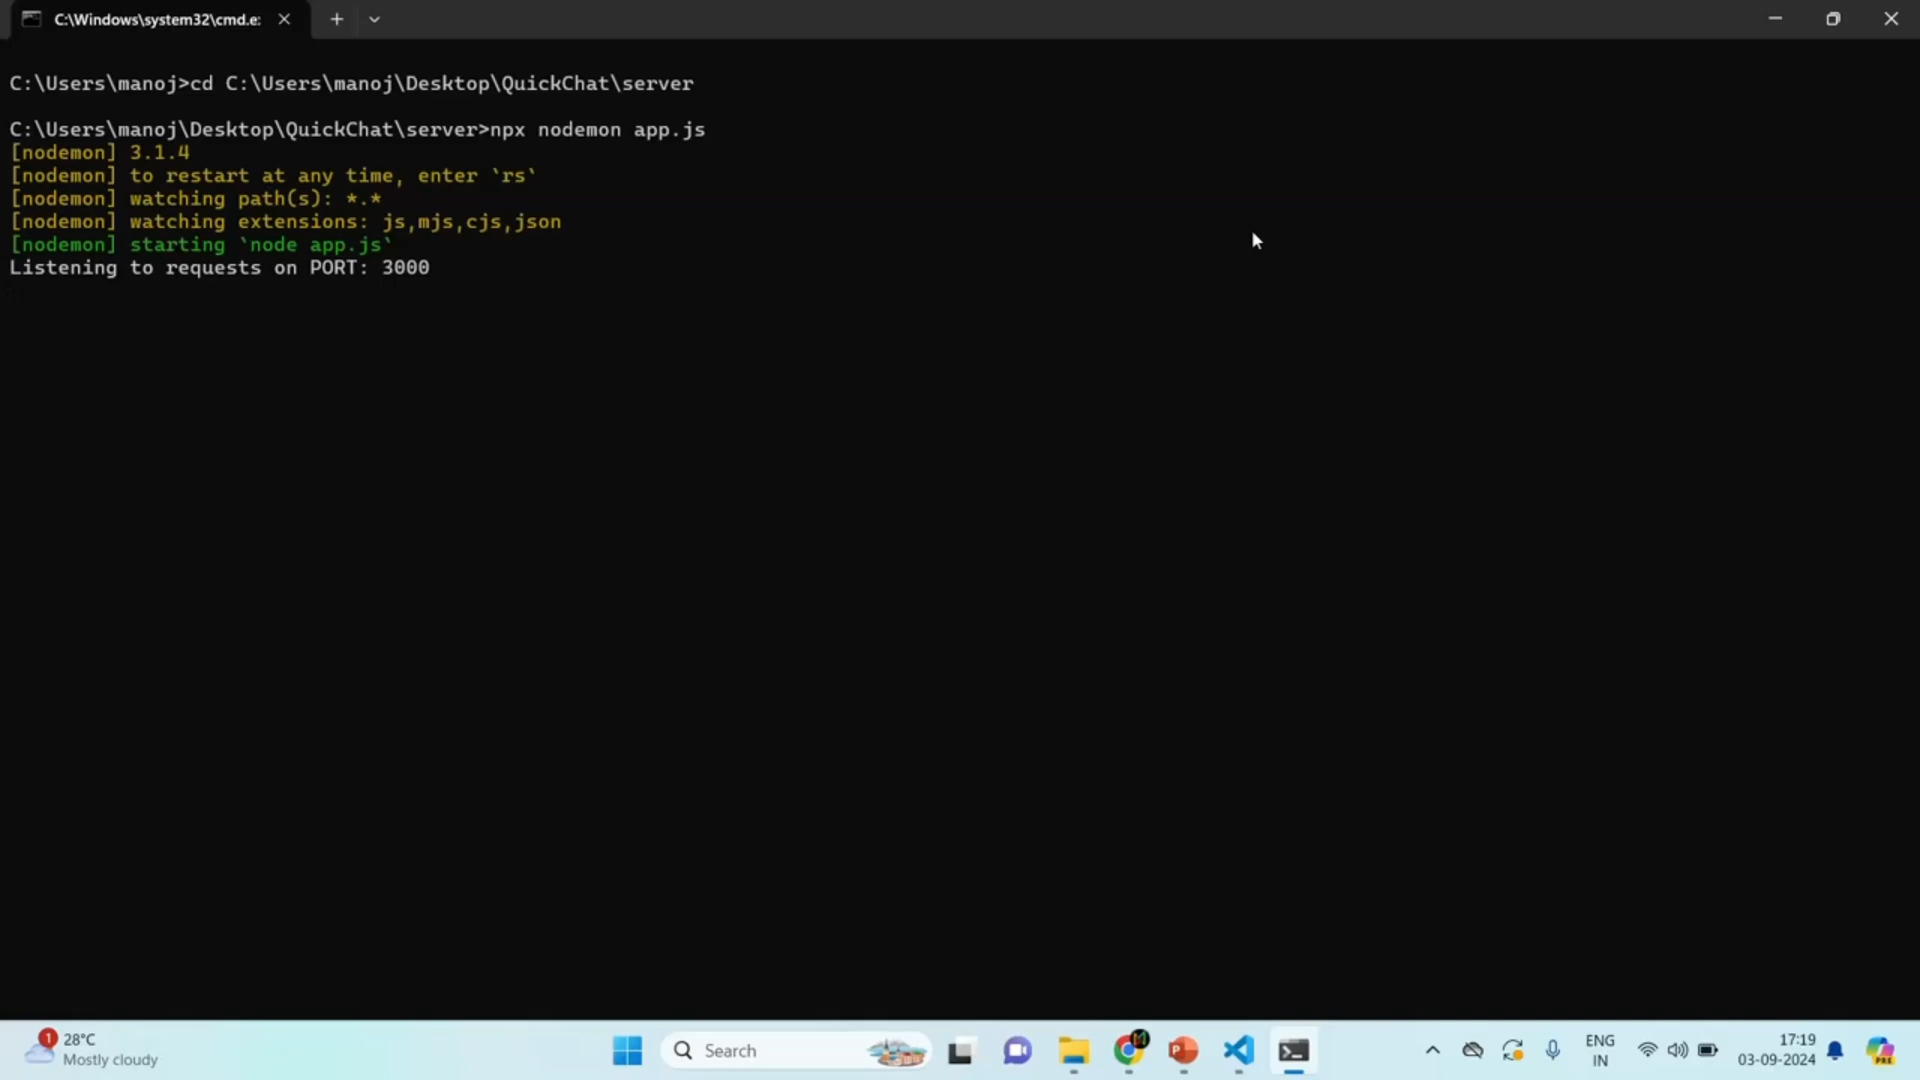 C:\Windows\system32\cmd.e:
C:\Users\manoj>cd C:\Users\manoj\Desktop\QuickChat\server
C:\Users\manoj\Desktop\QuickChat\server>npx nodemon app.js
[nodemon] 3.1.4
[nodemon] to restart at any time, enter `rs`
[nodemon] watching path(s): *.*
[nodemon] watching extensions: js,mjs,cjs,json
[nodemon] starting `node app.js`
Listening to requests on PORT: 3000
1
28°C
Mostly cloudy
Search
P
ENG
IN
17:19
03-09-2024
PRE